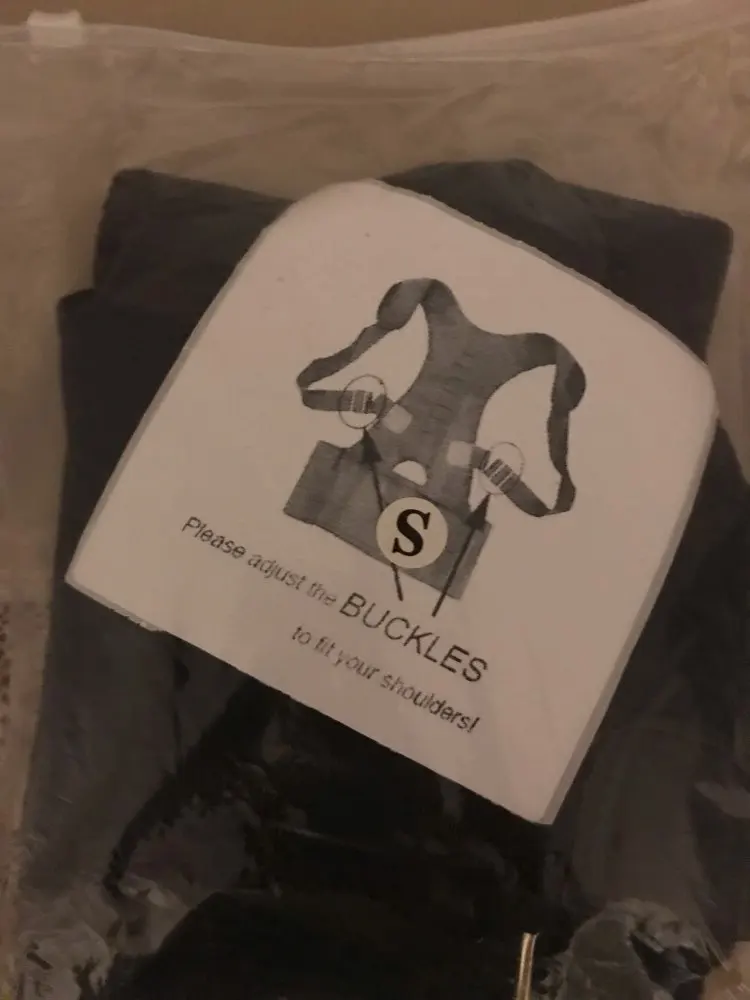 S
Please adjust the BUCKLES
to fit your shoulders!